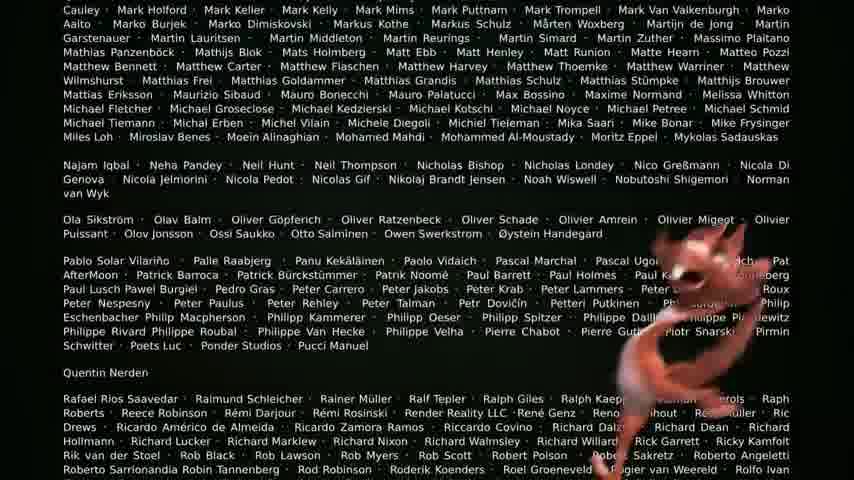 Cauley · Mark Holford · Mark Keller · Mark Kelly · Mark Mims · Mark Puttnam · Mark Trompell · Mark Van Valkenburgh · Marko
Aalto · Marko Burjek · Marko Dimiskovski · Markus Kothe · Markus Schulz · Mårten Woxberg · Martijn de Jong · Martin
Garstenauer · Martin Lauritsen · Martin Middleton · Martin Reurings · Martin Simard · Martin Zuther · Massimo Plaitano
Mathias Panzenböck · Mathijs Blok · Mats Holmberg · Matt Ebb · Matt Henley · Matt Runion · Matte Hearn · Matteo Pozzi
Matthew Bennett · Matthew Carter · Matthew Flaschen · Matthew Harvey · Matthew Thoemke · Matthew Warriner · Matthew
Wilmshurst · Matthias Frei · Matthias Goldammer · Matthias Grandis · Matthias Schulz · Matthias Stümpke · Matthijs Brouwer
Mattias Eriksson · Maurizio Sibaud · Mauro Bonecchi · Mauro Palatucci · Max Bossino · Maxime Normand · Melissa Whitton
Michael Fletcher · Michael Groseclose · Michael Kedzierski · Michael Kotschi · Michael Noyce · Michael Petree · Michael Schmid
Michael Tiemann · Michal Erben · Michel Vilain · Michele Diegoli · Michiel Tieleman · Mika Saari · Mike Bonar · Mike Frysinger
Miles Loh · Miroslav Benes · Moein Alinaghian · Mohamed Mahdi · Mohammed Al-Moustady · Moritz Eppel · Mykolas Sadauskas
Najam Iqbal · Neha Pandey · Neil Hunt · Neil Thompson · Nicholas Bishop · Nicholas Londey · Nico Greßmann · Nicola Di
Genova · Nicola Jelmorini · Nicola Pedot · Nicolas Gif · Nikolaj Brandt Jensen · Noah Wiswell · Nobutoshi Shigemori · Norman
van Wyk
Ola Sikström · Olav Balm · Oliver Göpferich · Oliver Ratzenbeck · Oliver Schade · Olivier Amrein · Olivier Migeot · Olivier
Puissant · Olov Jonsson · Ossi Saukko · Otto Salminen · Owen Swerkstrom · Øystein Handegard
Pablo Solar Vilariño · Palle Raabjerg · Panu Kekäläinen · Paolo Vidaich · Pascal Marchal · Pascal · Pat
AfterMoon · Patrick Barroca · Patrick Bürckstümmer · Patrik Noomé · Paul Barrett · Paul Holmes · Paul
Paul Lusch Pawel Burgiel · Pedro Gras · Peter Carrero · Peter Jakobs · Peter Krab · Peter Lammers · Peter Roux
Peter Nespesny · Peter Paulus · Peter Rehley · Peter Talman · Petr Dovičín · Petteri Putkinen · Philip
Eschenbacher Philip Macpherson · Philipp Kammerer · Philipp Oeser · Philipp Spitzer · Philippe · Philippe
Philippe Rivard Philippe Roubal · Philippe Van Hecke · Philippe Velha · Pierre Chabot · Pierre · Piotr Snarski · Pirmin
Schwitter · Poets Luc · Ponder Studios · Pucci Manuel
Quentin Nerden
Rafael Rios Saavedar · Raimund Schleicher · Rainer Müller · Ralf Tepler · Ralph Giles · Ralph · Raph
Roberts · Reece Robinson · Rémi Darjour · Rémi Rosinski · Render Reality LLC · René Genz · Ric
Drews · Ricardo Américo de Almeida · Ricardo Zamora Ramos · Riccardo Covino · Richard · Richard Dean · Richard
Hollmann · Richard Lucker · Richard Marklew · Richard Nixon · Richard Walmsley · Richard Willard · Rick Garrett · Ricky Kamfolt
Rik van der Stoel · Rob Black · Rob Lawson · Rob Myers · Rob Scott · Robert Polson · Robert Sakretz · Roberto Angeletti
Roberto Sarrionandia Robin Tannenberg · Rod Robinson · Roderik Koenders · Roel Groeneveld · Rogier van Weereld · Rolfo Ivan